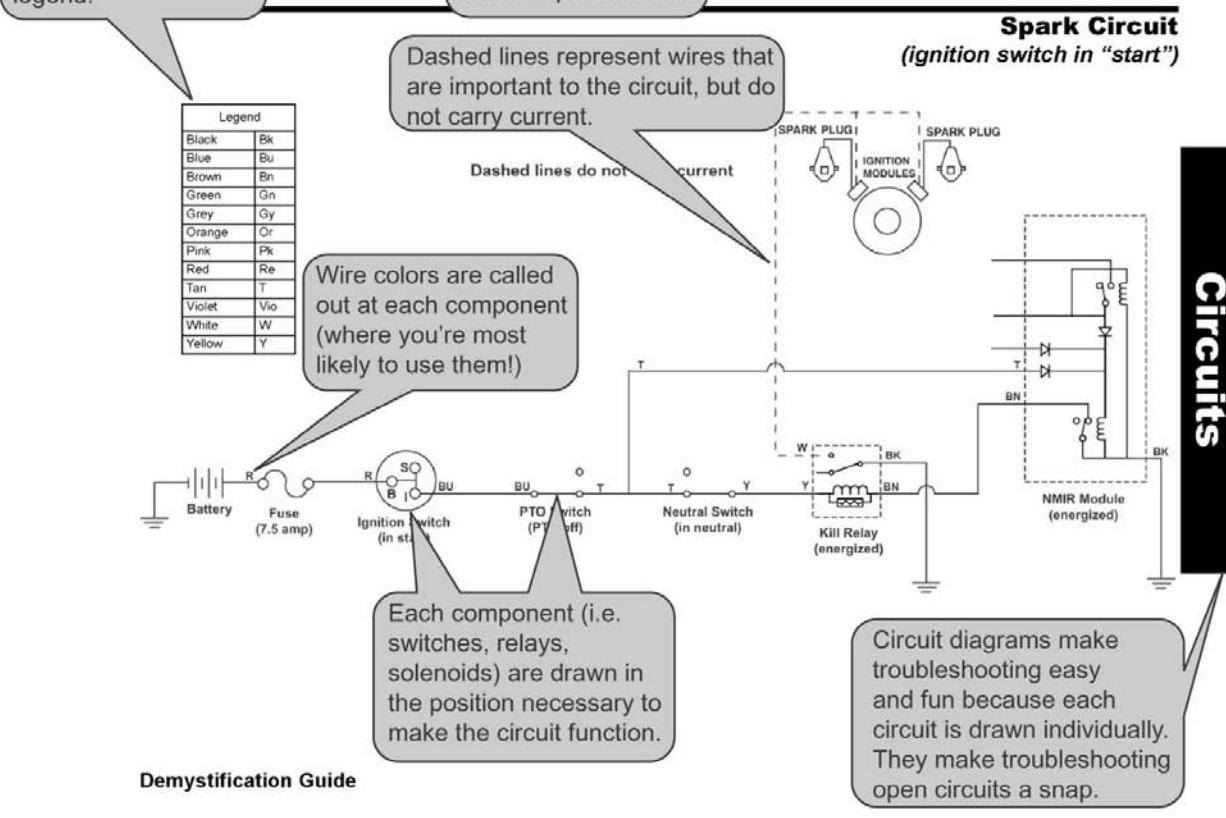 legend.
Spark Circuit
(ignition switch in “start”)
Dashed lines represent wires that
are important to the circuit, but do
not carry current.
Legend
Black Bk
Blue Bu
Brown Bn
Green Gn
Grey Gy
Orange Or
Pink Pk
Red Re
Tan T
Violet Vio
White W
Yellow Y
Dashed lines do not current
SPARK PLUG
SPARK PLUG
IGNITION
MODULES
Wire colors are called
out at each component
(where you’re most
likely to use them!)
Circuits
T
T
BN
W
BK
BK
R
R
S
B
I
BU
BU
T
T
Y
Y
BN
Battery
Fuse
(7.5 amp)
Ignition
(in
PTO
off)
Neutral Switch
(in neutral)
Kill Relay
(energized)
NMIR Module
(energized)
Each component (i.e.
switches, relays,
solenoids) are drawn in
the position necessary to
make the circuit function.
Circuit diagrams make
troubleshooting easy
and fun because each
circuit is drawn individually.
They make troubleshooting
open circuits a snap.
Demystification Guide